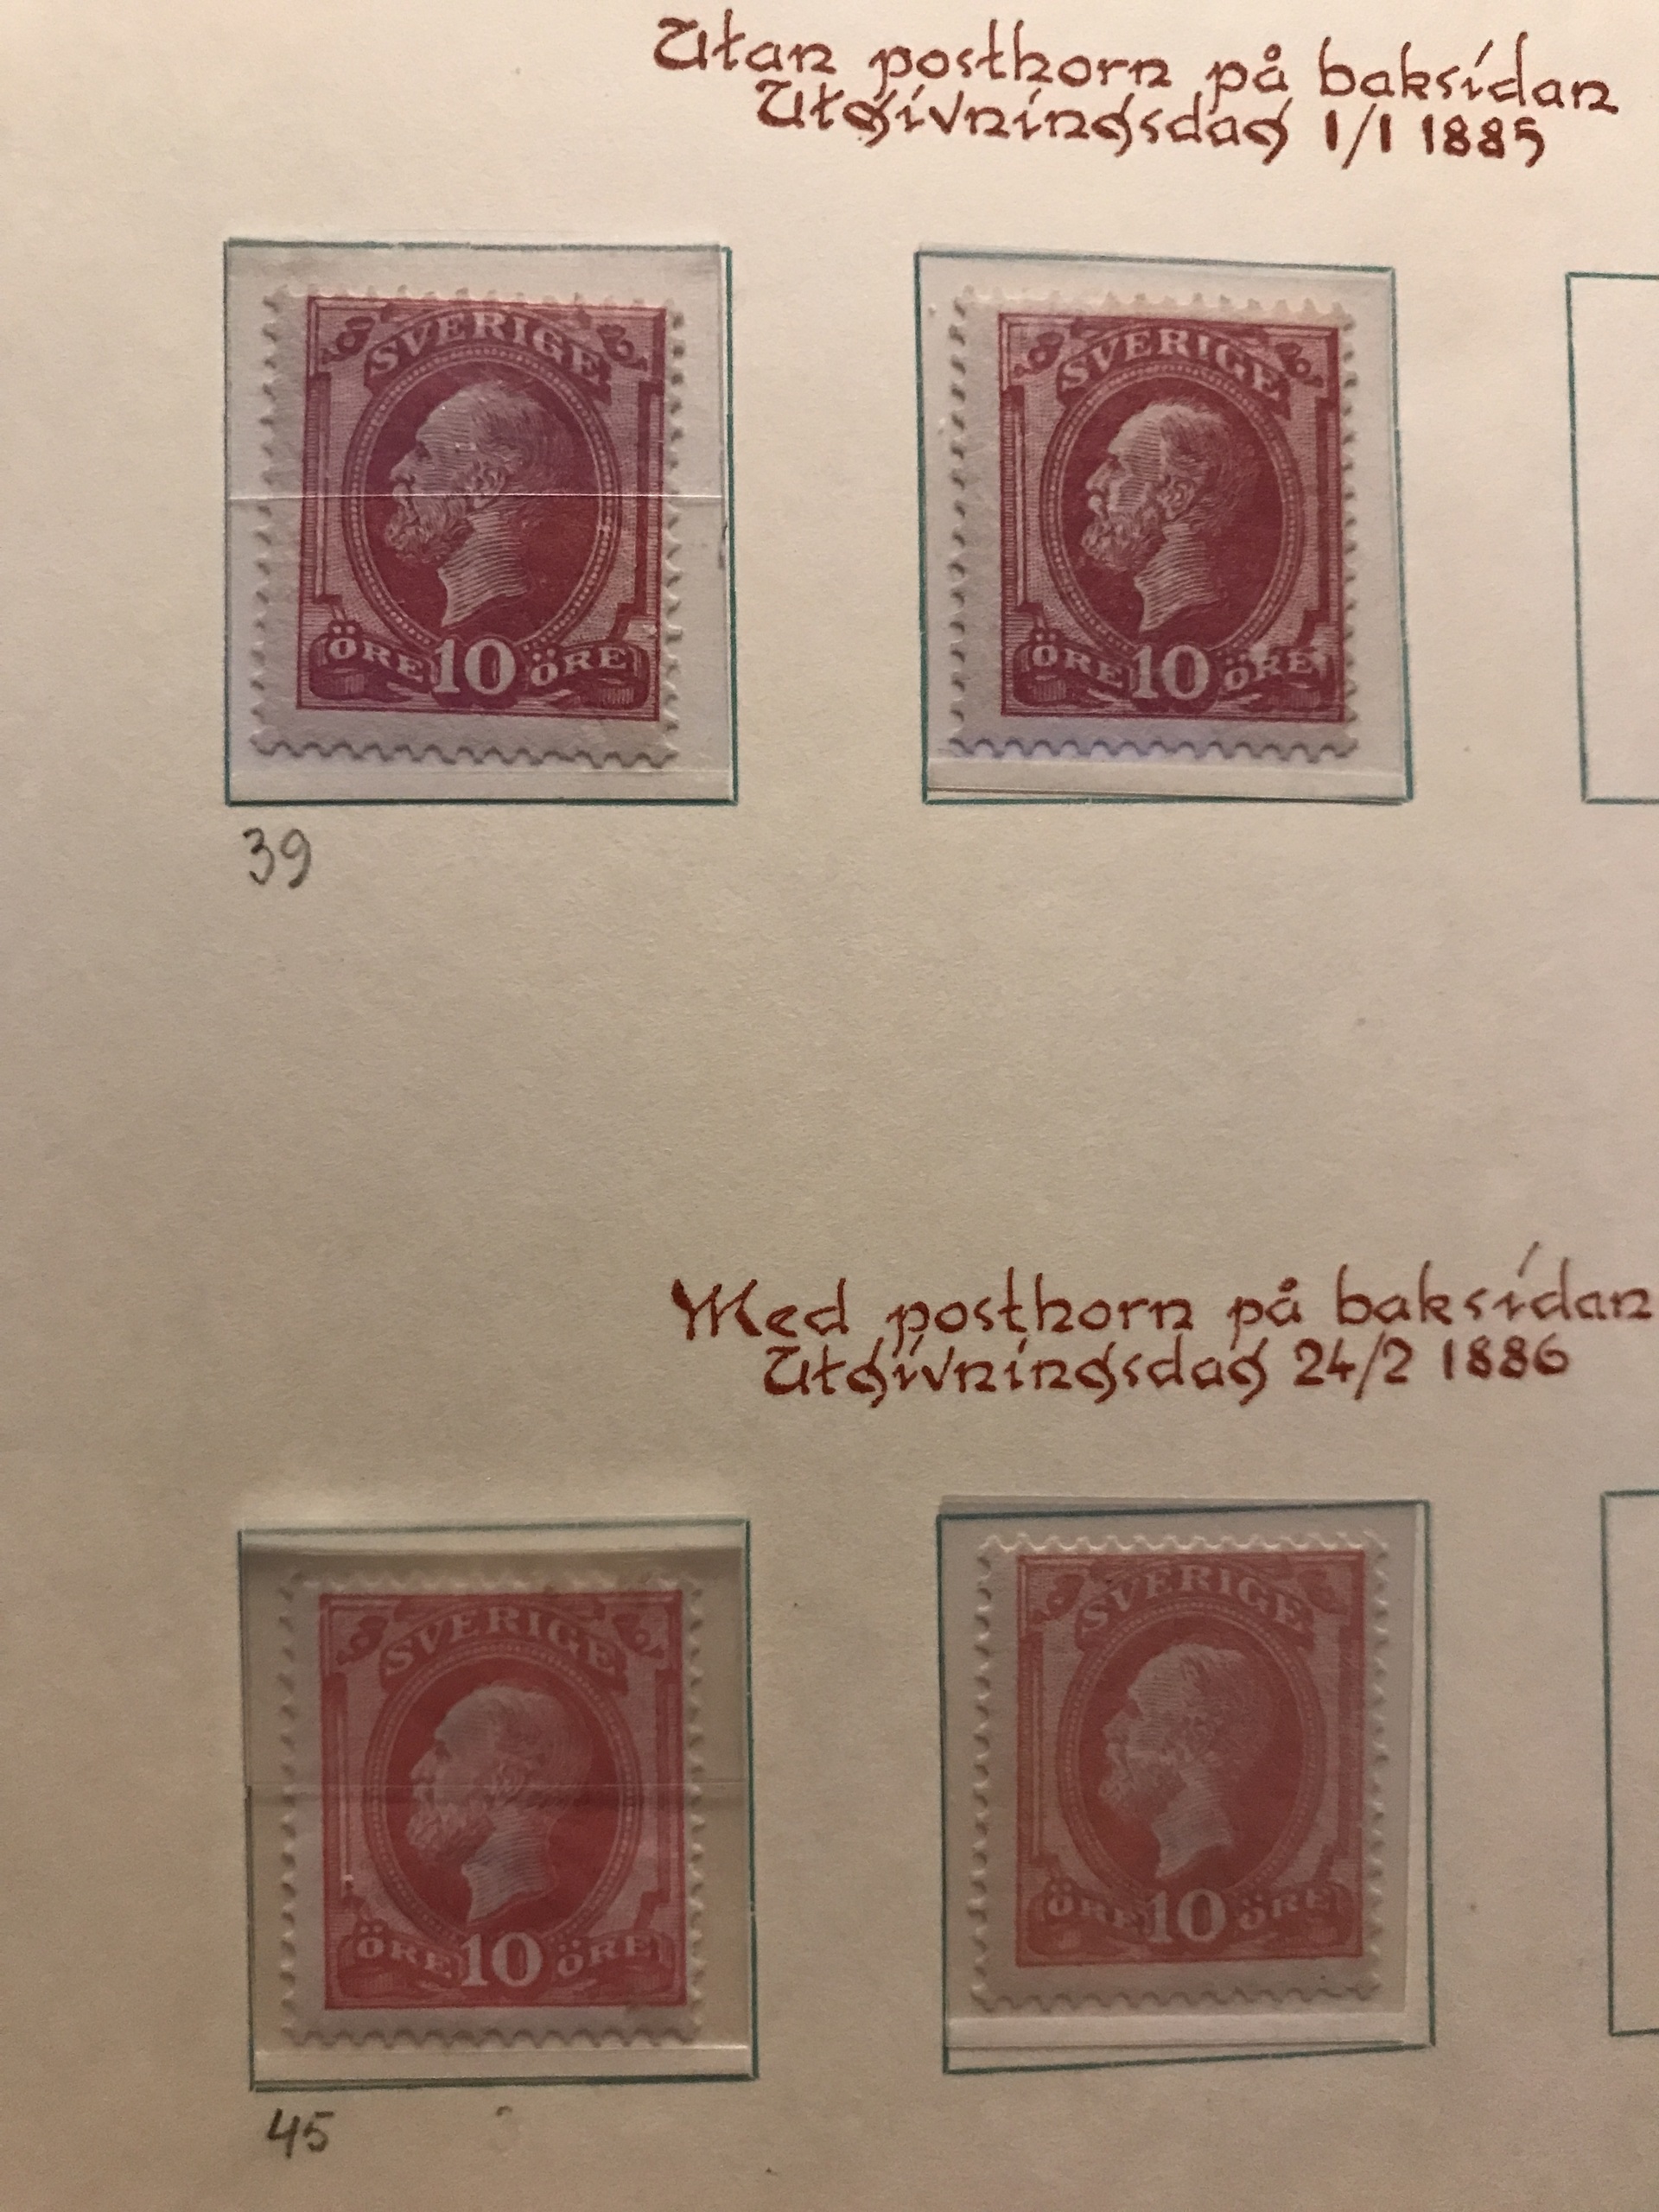 Utan posthorn på baksidan
Utgivningsdag 1/1 1885
SVERIGE
ÖRE 10 ÖRE
SVERIGE
ÖRE 10 ÖRE
39
Med posthorn på baksidan
Utgivningsdag 24/2 1886
SVERIGE
ÖRE 10 ÖRE
SVERIGE
ÖRE 10 ÖRE
45